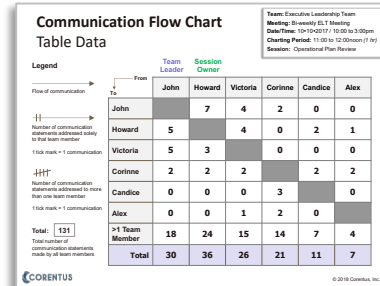 Communication Flow Chart
Table Data
Team: Executive Leadership Team
Meeting: Bi-weekly ELT Meeting
Date/Time: 10•10•2017 / 10:00 to 3:00pm
Charting Period: 11:00 to 12:00noon (1 hr)
Session: Operational Plan Review
Legend
Flow of communication
Number of communication
statements addressed solely
to that team member
1 tick mark = 1 communication
Number of communication
statements addressed to more
than one team member
1 tick mark = 1 communication
Total: 131
Total number of
communication statements
made by all team members
Team Leader Session Owner
From
To John Howard Victoria Corinne Candice Alex
John 7 4 2 0 0
Howard 5 4 0 2 1
Victoria 5 3 0 0 0
Corinne 2 2 2 2 2
Candice 0 0 0 3 0
Alex 0 0 1 2 0
>1 Team Member 18 24 15 14 7 4
Total 30 36 26 21 11 7
CORENTUS
© 2018 Corentus, Inc.